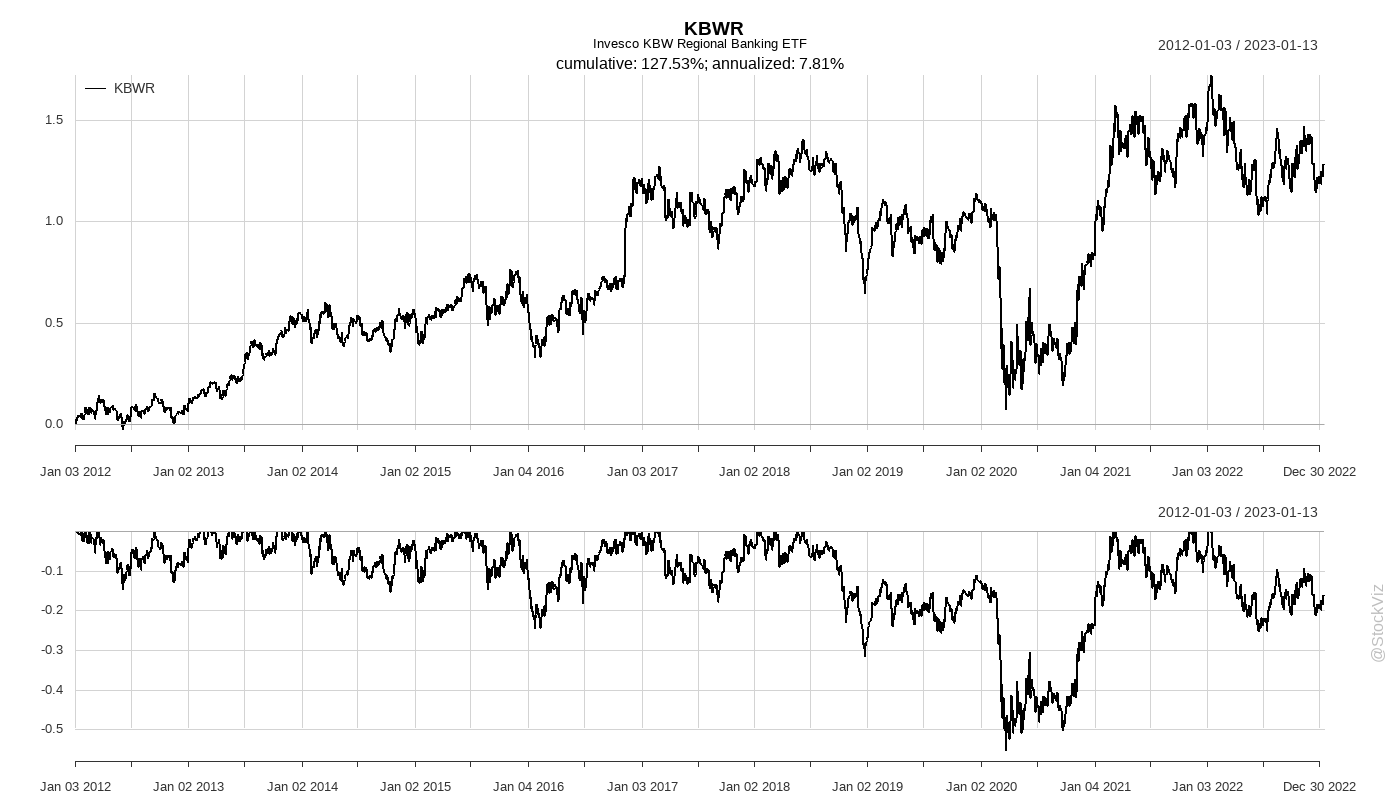 KBWR
Invesco KBW Regional Banking ETF
2012-01-03 / 2023-01-13
cumulative: 127.53%; annualized: 7.81%
KBWR
1.5
1.0
0.5
0.0
Jan 03 2012 Jan 02 2013 Jan 02 2014 Jan 02 2015 Jan 04 2016 Jan 03 2017 Jan 02 2018 Jan 02 2019 Jan 02 2020 Jan 04 2021 Jan 03 2022 Dec 30 2022
2012-01-03 / 2023-01-13
-0.1
-0.2
-0.3
-0.4
-0.5
Jan 03 2012 Jan 02 2013 Jan 02 2014 Jan 02 2015 Jan 04 2016 Jan 03 2017 Jan 02 2018 Jan 02 2019 Jan 02 2020 Jan 04 2021 Jan 03 2022 Dec 30 2022
@StockViz